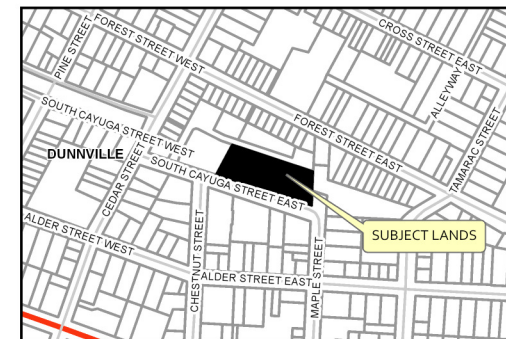 CROSS STREET EAST
FOREST STREET WEST
PINE STREET
ALLEYWAY
SOUTH CAYUGA STREET WEST
FOREST STREET EAST
TAMARAC STREET
DUNNVILLE
SOUTH CAYUGA STREET EAST
CEDAR STREET
SUBJECT LANDS
ALDER STREET WEST
CHESTNUT STREET
MAPLE STREET
ALDER STREET EAST